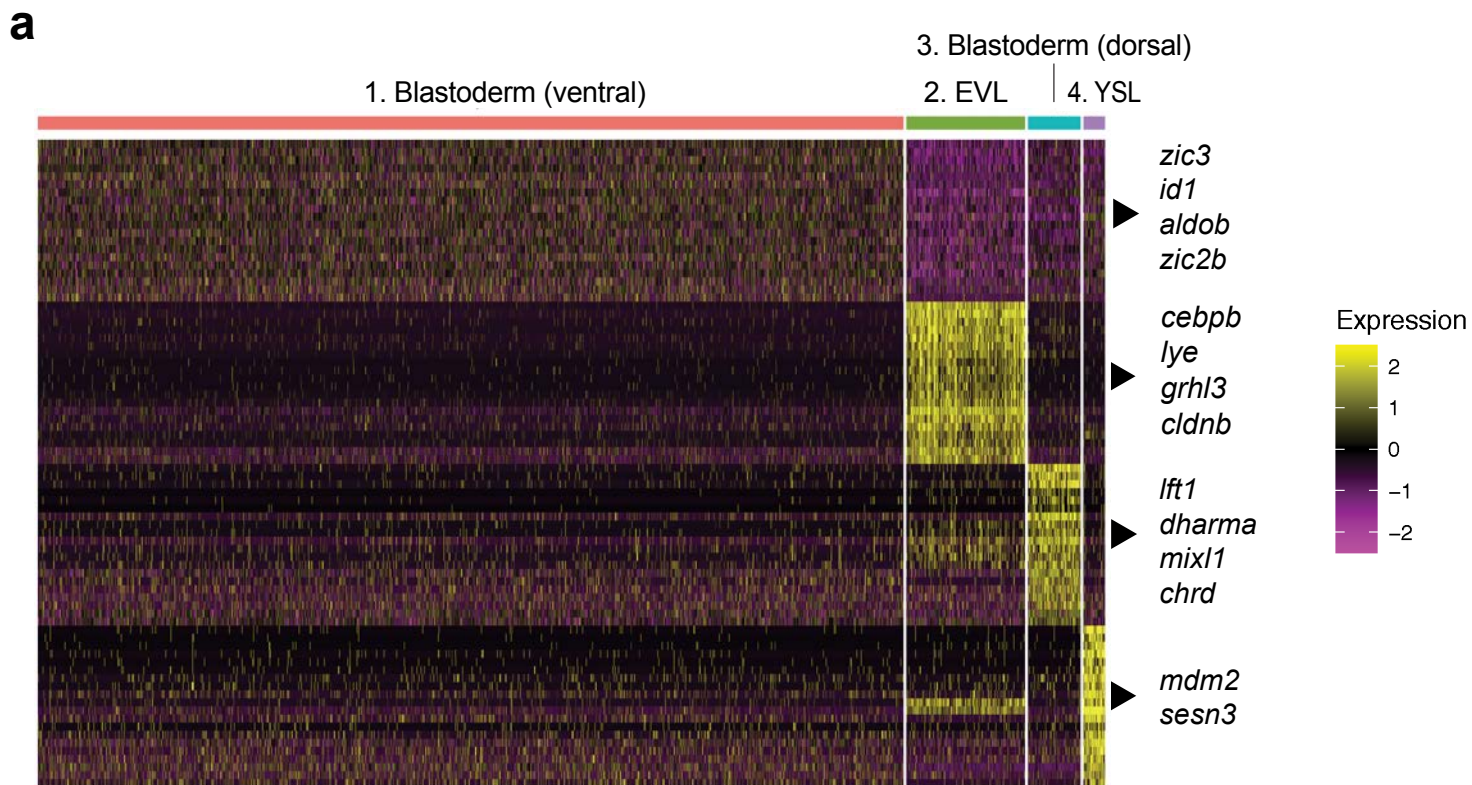 a
3. Blastoderm (dorsal)
1. Blastoderm (ventral)
2. EVL
4. YSL
zic3
id1
aldob
zic2b
cebpb
lye
grhl3
cldnb
lft1
dharma
mixl1
chrd
mdm2
sesn3
Expression
2
1
0
−1
−2